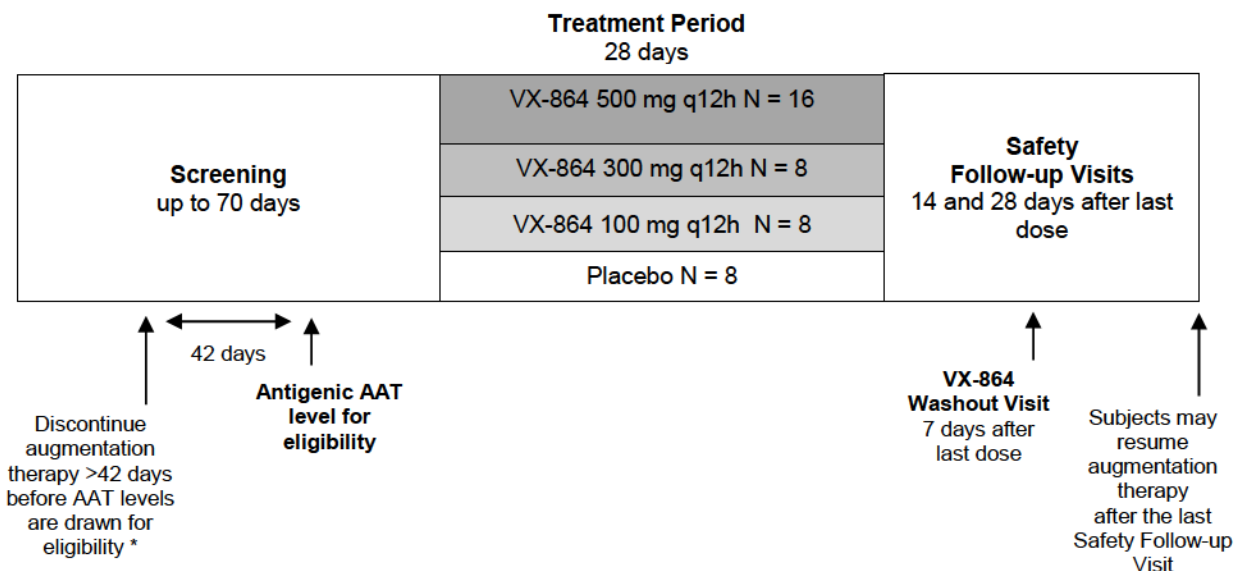 Treatment Period
28 days
Screening
up to 70 days
VX-864 500 mg q12h N = 16
VX-864 300 mg q12h N = 8
VX-864 100 mg q12h N = 8
Placebo N = 8
Safety
Follow-up Visits
14 and 28 days after last
dose
42 days
Discontinue
augmentation
therapy >42 days
before AAT levels
are drawn for
eligibility *
Antigenic AAT
level for
eligibility
VX-864
Washout Visit
7 days after
last dose
Subjects may
resume
augmentation
therapy
after the last
Safety Follow-up
Visit